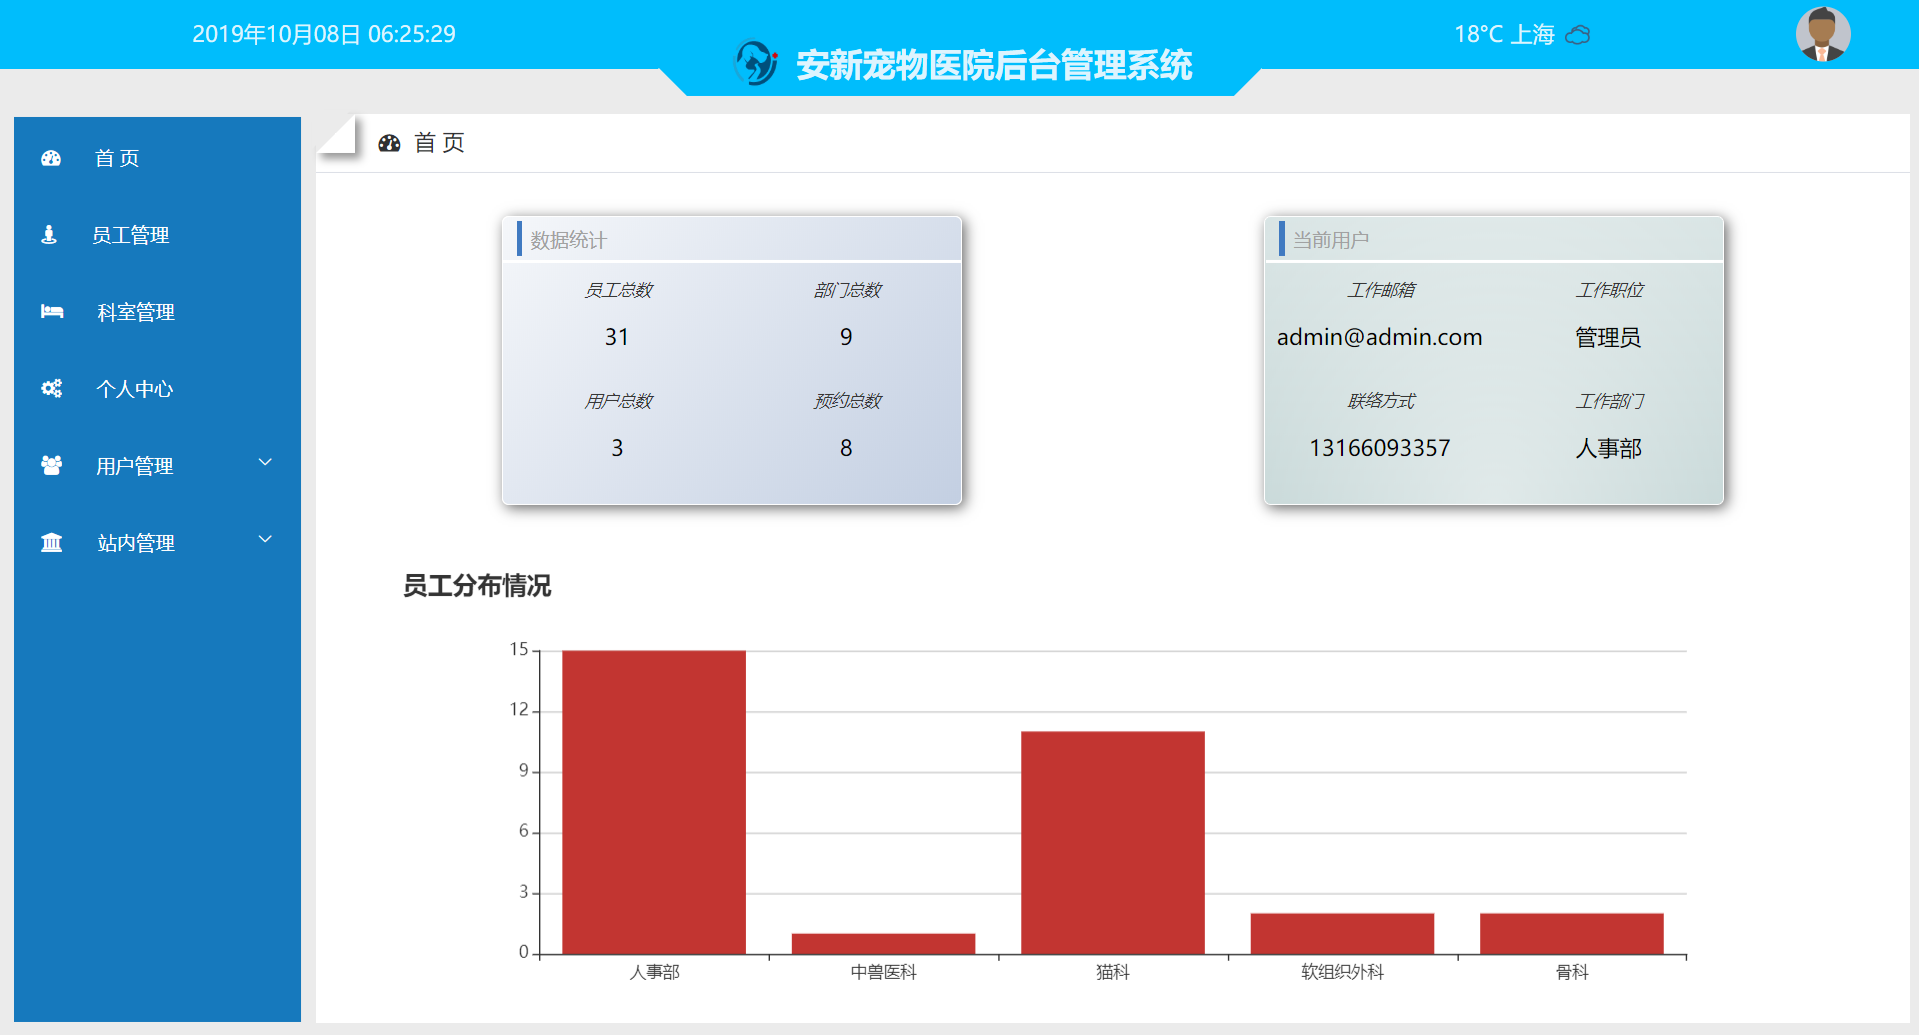 2019年10月08日 06:25:29
安新宠物医院后台管理系统
18°C 上海
首 页
员工管理
科室管理
个人中心
用户管理
站内管理
首 页
数据统计
员工总数 部门总数
31 9
用户总数 预约总数
3 8
当前用户
工作邮箱 工作职位
admin@admin.com 管理员
联络方式 工作部门
13166093357 人事部
员工分布情况
15
12
9
6
3
0
人事部 中兽医科 猫科 软组织外科 骨科